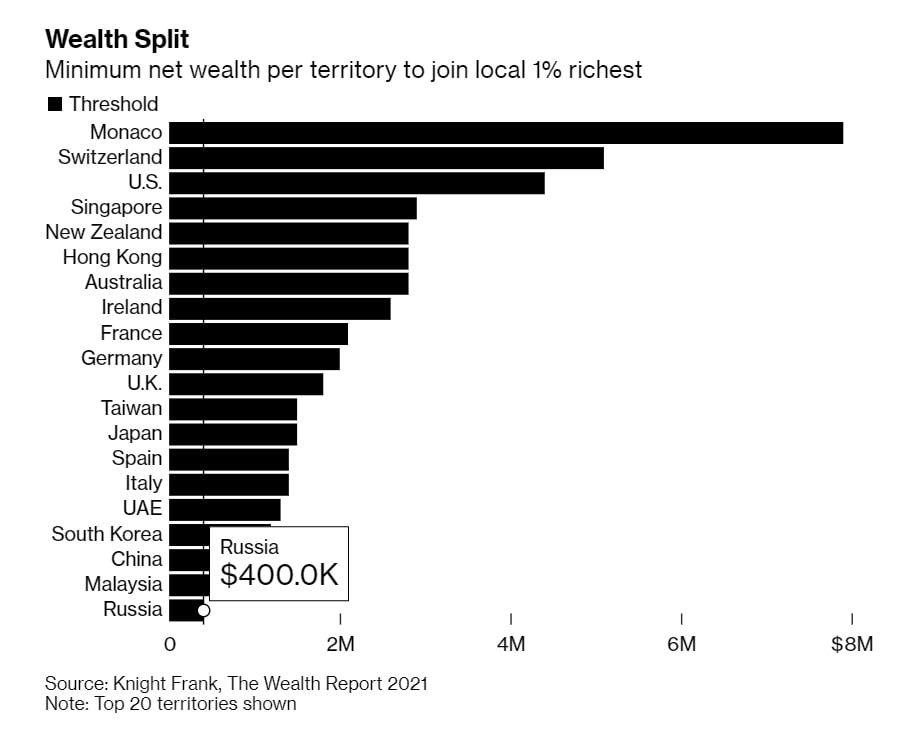 Wealth Split
Minimum net wealth per territory to join local 1% richest
Threshold
Monaco
Switzerland
U.S.
Singapore
New Zealand
Hong Kong
Australia
Ireland
France
Germany
U.K.
Taiwan
Japan
Spain
Italy
UAE
South Korea
China
Malaysia
Russia
Russia
$400.0K
0 2M 4M 6M $8M
Source: Knight Frank, The Wealth Report 2021
Note: Top 20 territories shown